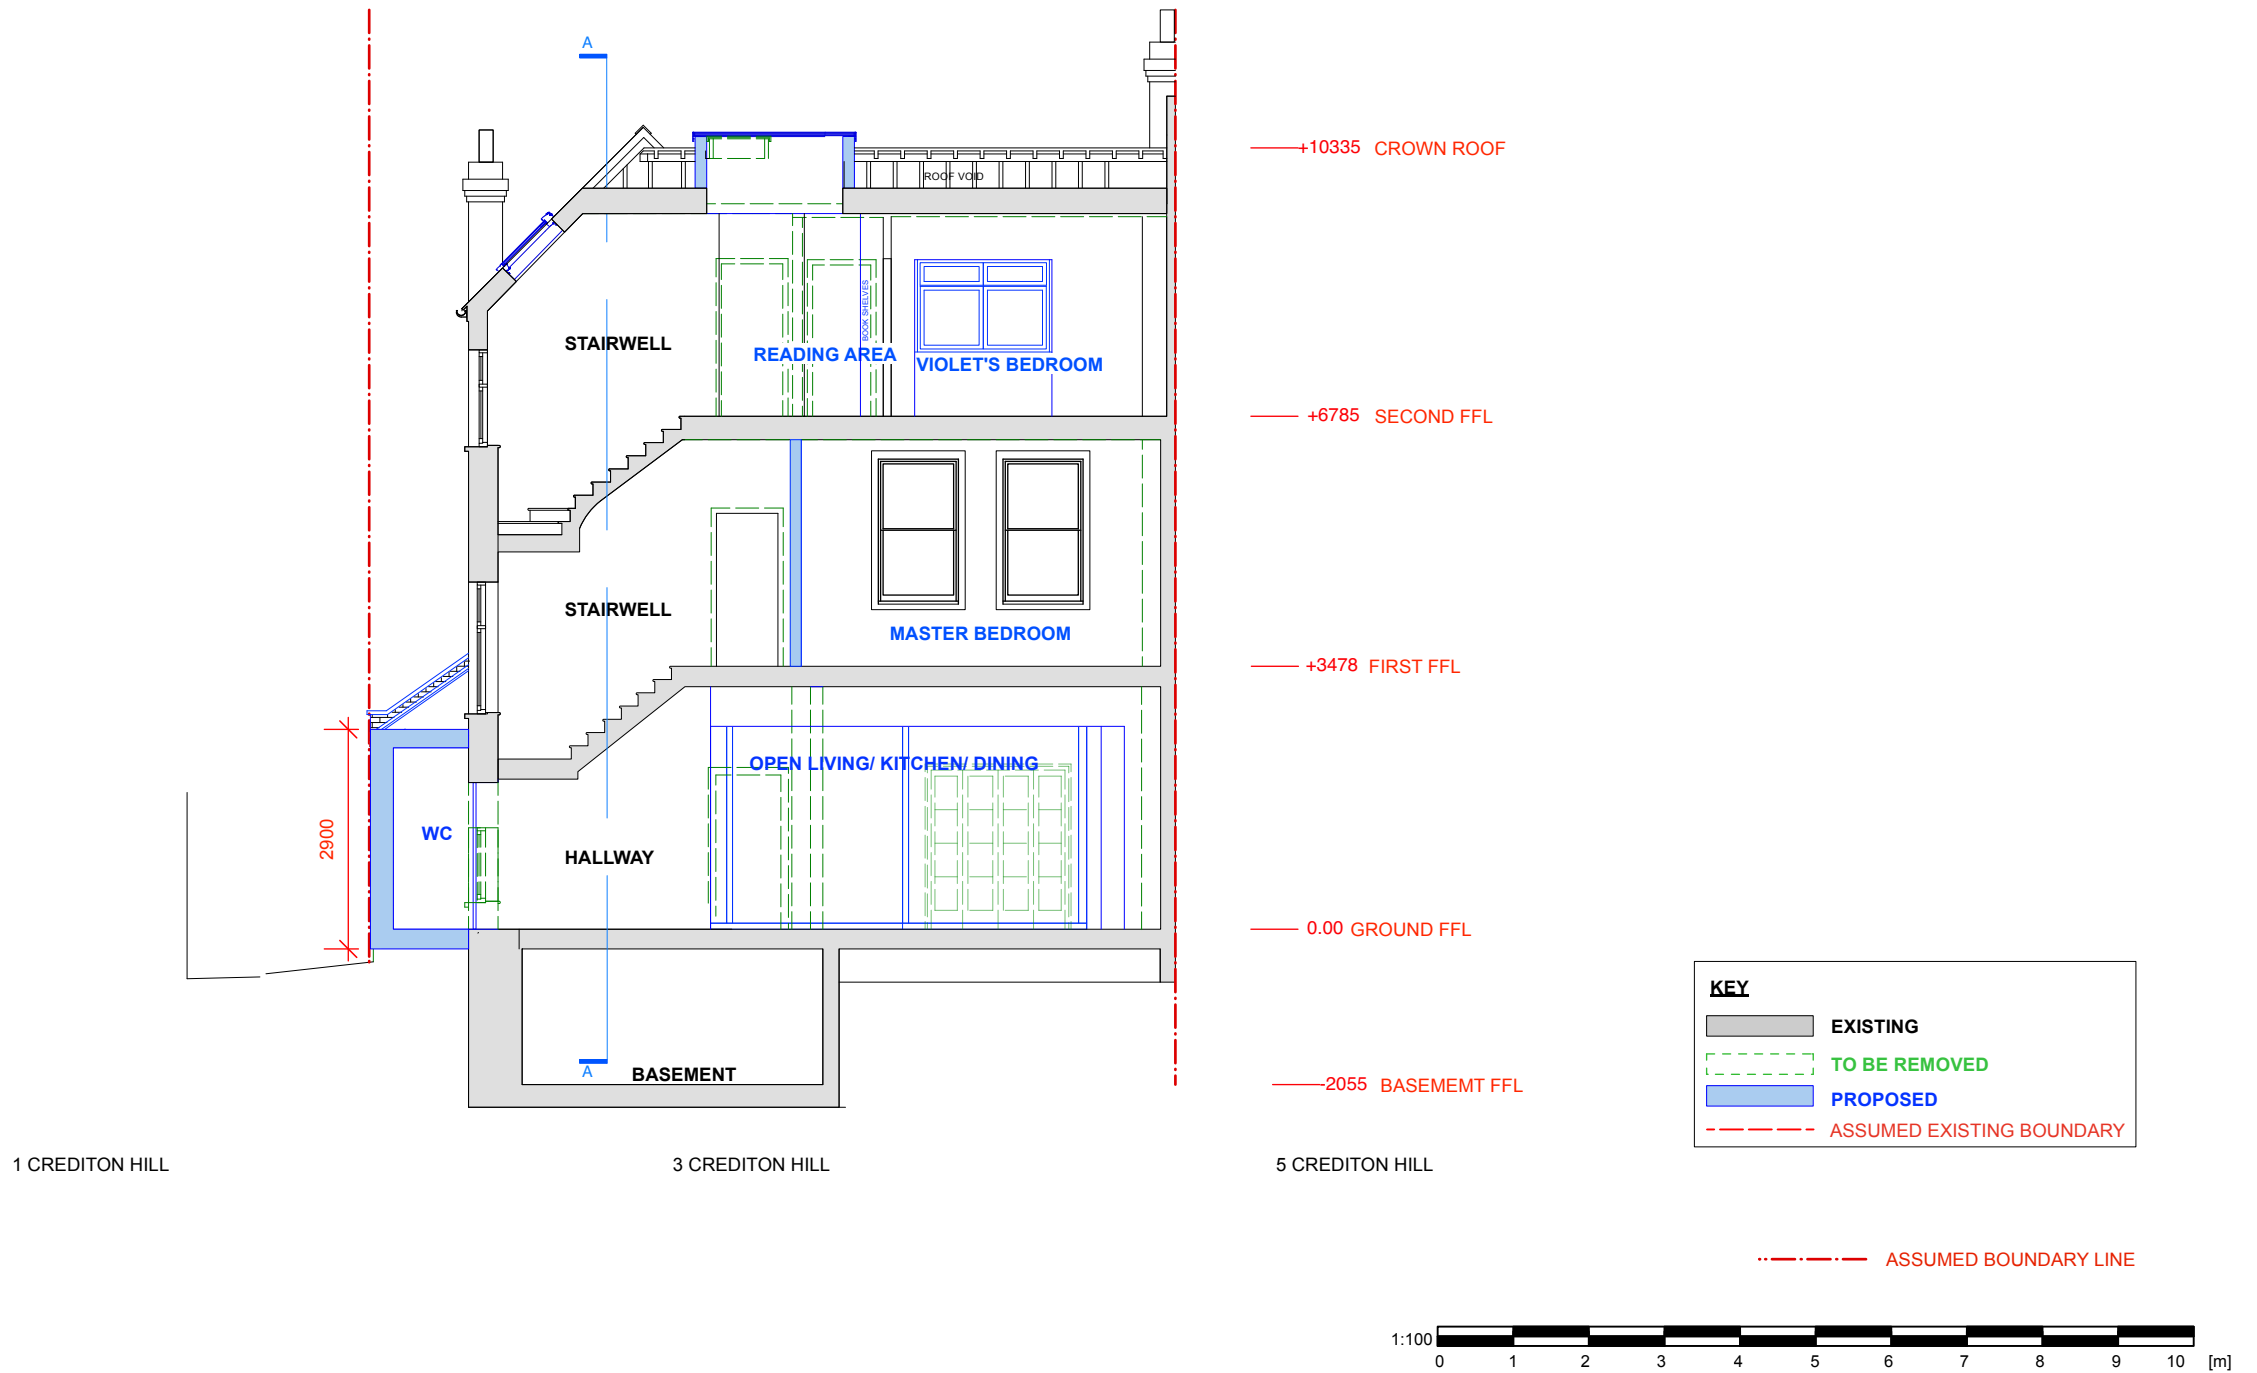 A
+10335 CROWN ROOF
ROOF VOID
BOOK SHELVES
STAIRWELL
READING AREA
VIOLET'S BEDROOM
+6785 SECOND FFL
STAIRWELL
MASTER BEDROOM
+3478 FIRST FFL
OPEN LIVING/ KITCHEN/ DINING
2900
WC
HALLWAY
0.00 GROUND FFL
A
BASEMENT
-2055 BASEMEMT FFL
KEY
EXISTING
TO BE REMOVED
PROPOSED
ASSUMED EXISTING BOUNDARY
1 CREDITON HILL
3 CREDITON HILL
5 CREDITON HILL
ASSUMED BOUNDARY LINE
1:100
0 1 2 3 4 5 6 7 8 9 10 [m]